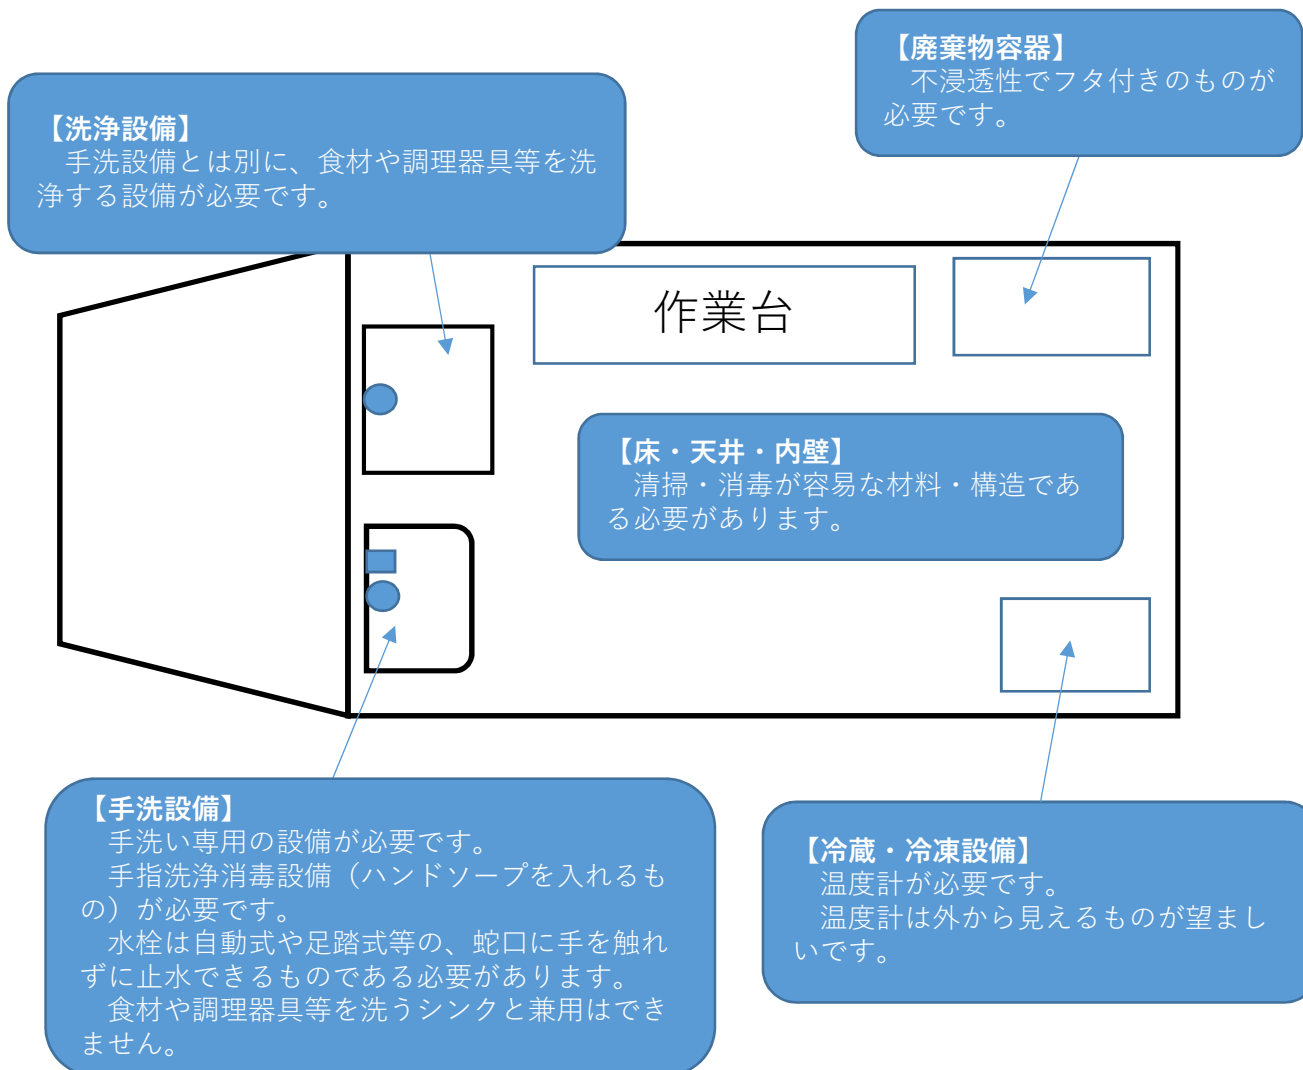 【廃棄物容器】
　不浸透性でフタ付きのものが
必要です。
【洗浄設備】
　手洗設備とは別に、食材や調理器具等を洗
浄する設備が必要です。
作業台
【床・天井・内壁】
　清掃・消毒が容易な材料・構造であ
る必要があります。
【手洗設備】
　手洗い専用の設備が必要です。
　手指洗浄消毒設備（ハンドソープを入れるも
の）が必要です。
　水栓は自動式や足踏式等の、蛇口に手を触れ
ずに止水できるものである必要があります。
　食材や調理器具等を洗うシンクと兼用はでき
ません。
【冷蔵・冷凍設備】
　温度計が必要です。
　温度計は外から見えるものが望まし
いです。